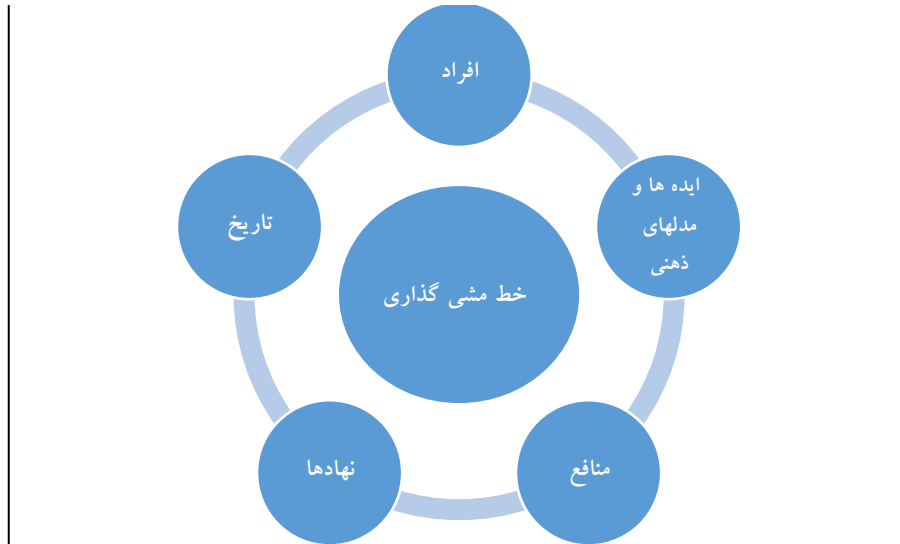 افراد
ایده ها و
مدلهای
ذهنی
منافع
نهادها
تاریخ
خط مشی گذاری